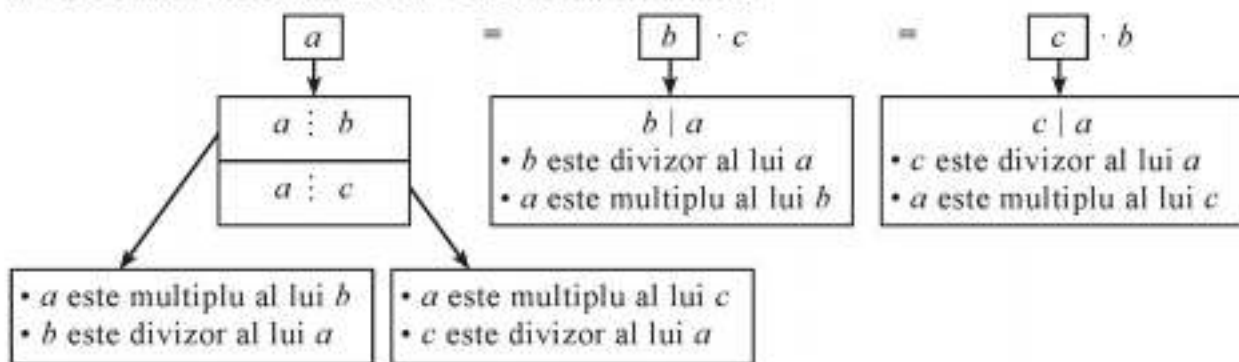 a = b · c = c · b
a ⋮ b
a ⋮ c
b | a
• b este divizor al lui a
• a este multiplu al lui b
c | a
• c este divizor al lui a
• a este multiplu al lui c
• a este multiplu al lui b
• b este divizor al lui a
• a este multiplu al lui c
• c este divizor al lui a